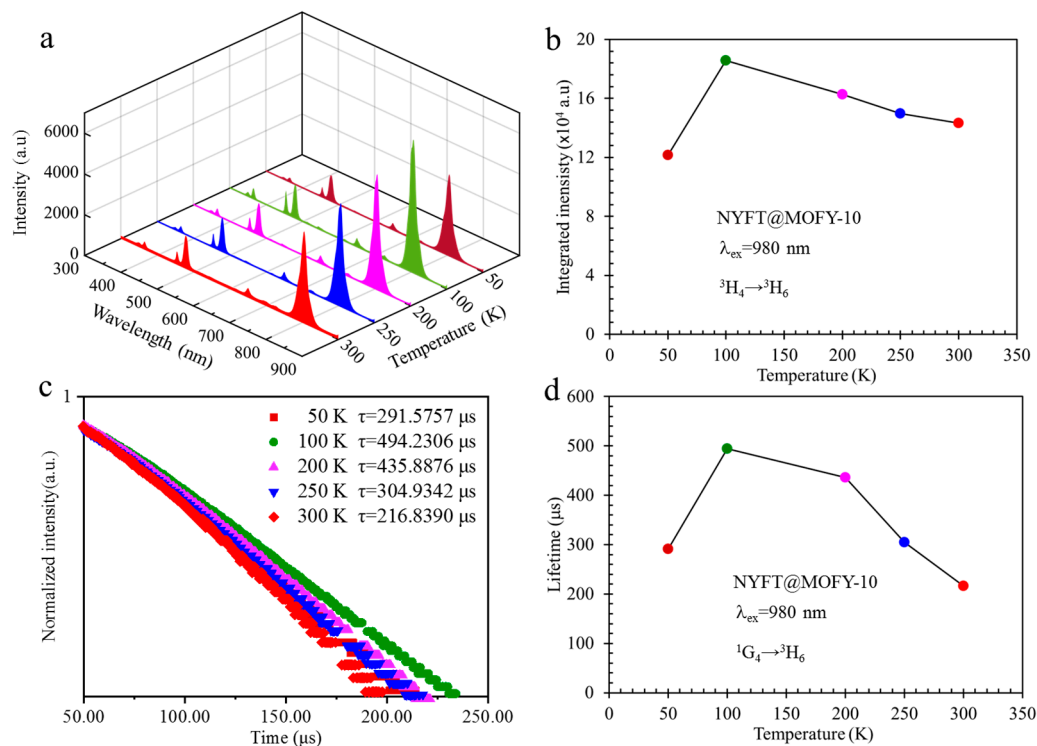 a
6000
4000
2000
0
Intensity (a.u)
300
400
500
600
700
800
900
Wavelength (nm)
50
100
200
250
300
Temperature (K)
b
20
16
12
8
4
0
Integrated inensisty (x10⁴ a.u)
NYFT@MOFY-10
λex=980 nm
³H₄→³H₆
0 50 100 150 200 250 300 350
Temperature (K)
c
1
50 K τ=291.5757 μs
100 K τ=494.2306 μs
200 K τ=435.8876 μs
250 K τ=304.9342 μs
300 K τ=216.8390 μs
Normalized intensity(a.u.)
50.00 100.00 150.00 200.00 250.00
Time (μs)
d
600
500
400
300
200
100
0
Lifetime (μs)
NYFT@MOFY-10
λex=980 nm
¹G₄→³H₆
0 50 100 150 200 250 300 350
Temperature (K)